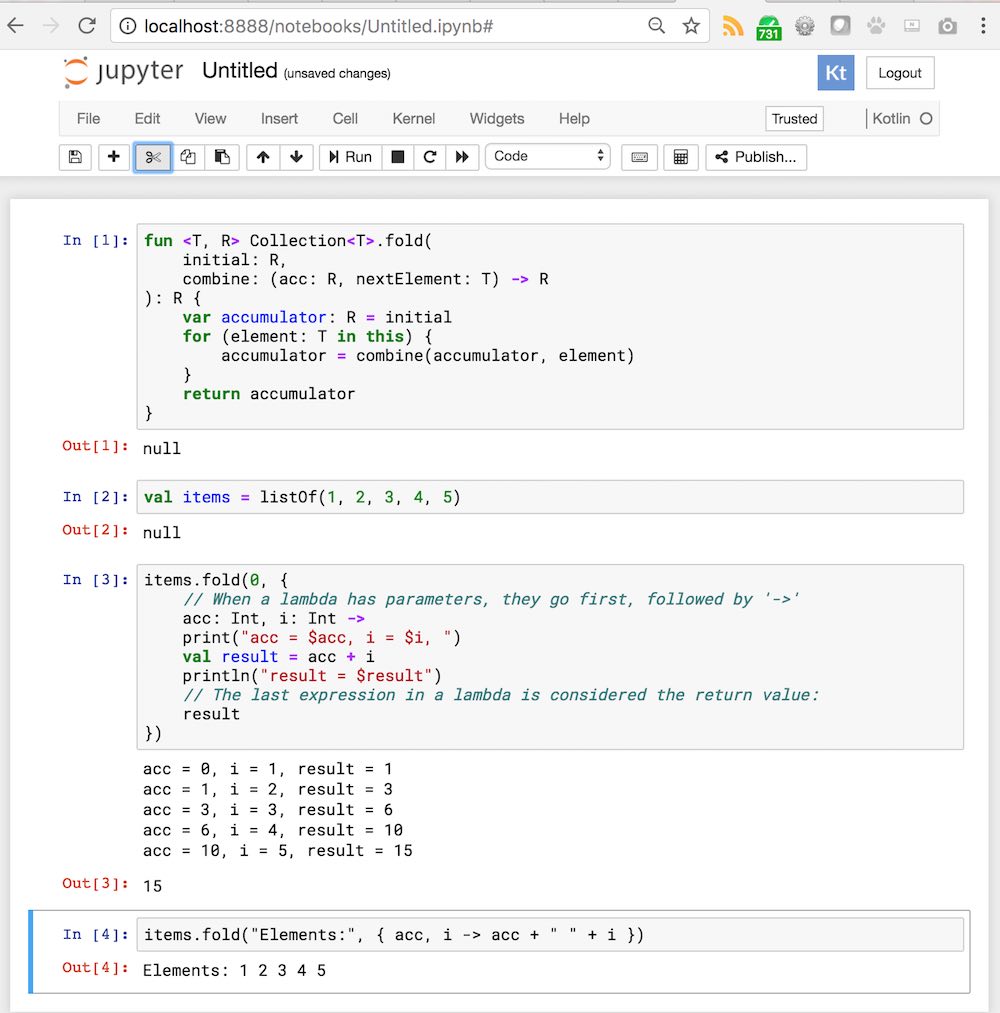 localhost:8888/notebooks/Untitled.ipynb#
731
jupyter Untitled (unsaved changes)
Kt
Logout
File Edit View Insert Cell Kernel Widgets Help
Trusted
Kotlin
Run
Code
Publish...
In [1]: fun <T, R> Collection<T>.fold(
    initial: R,
    combine: (acc: R, nextElement: T) -> R
): R {
    var accumulator: R = initial
    for (element: T in this) {
        accumulator = combine(accumulator, element)
    }
    return accumulator
}
Out[1]: null
In [2]: val items = listOf(1, 2, 3, 4, 5)
Out[2]: null
In [3]: items.fold(0, {
    // When a lambda has parameters, they go first, followed by '->'
    acc: Int, i: Int ->
    print("acc = $acc, i = $i, ")
    val result = acc + i
    println("result = $result")
    // The last expression in a lambda is considered the return value:
    result
})
acc = 0, i = 1, result = 1
acc = 1, i = 2, result = 3
acc = 3, i = 3, result = 6
acc = 6, i = 4, result = 10
acc = 10, i = 5, result = 15
Out[3]: 15
In [4]: items.fold("Elements:", { acc, i -> acc + " " + i })
Out[4]: Elements: 1 2 3 4 5